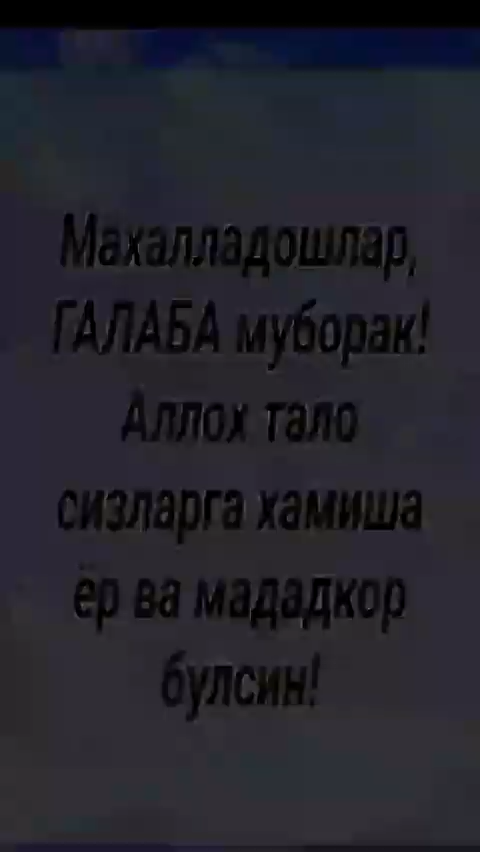 Махалладошлар,
ГАЛАБА муборак!
Аллох тало
сизларга хамиша
ёр ва мададкор
булсин!